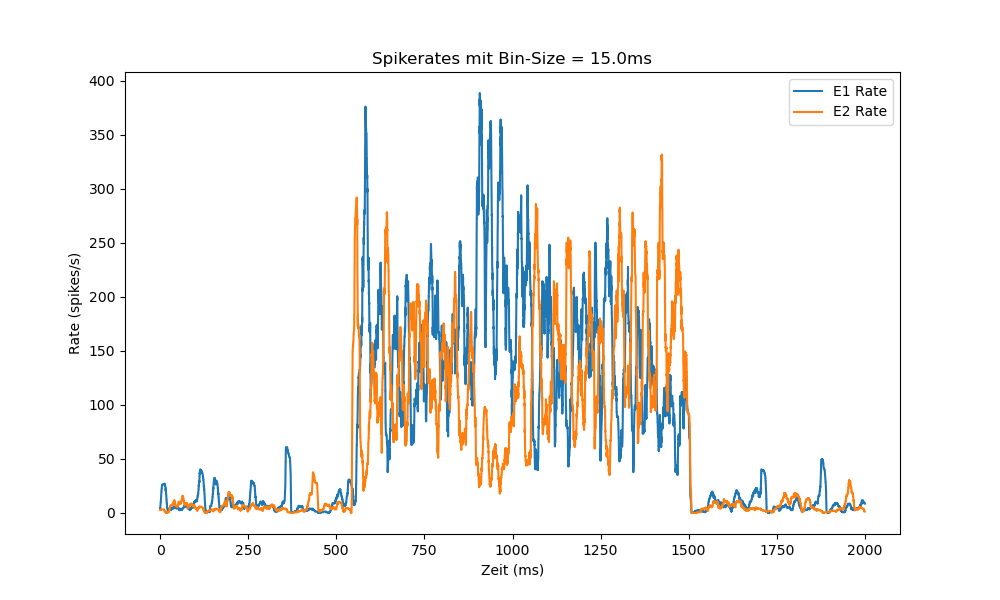 Spikerates mit Bin-Size = 15.0ms
E1 Rate
E2 Rate
400
350
300
250
200
150
100
50
0
Rate (spikes/s)
0 250 500 750 1000 1250 1500 1750 2000
Zeit (ms)